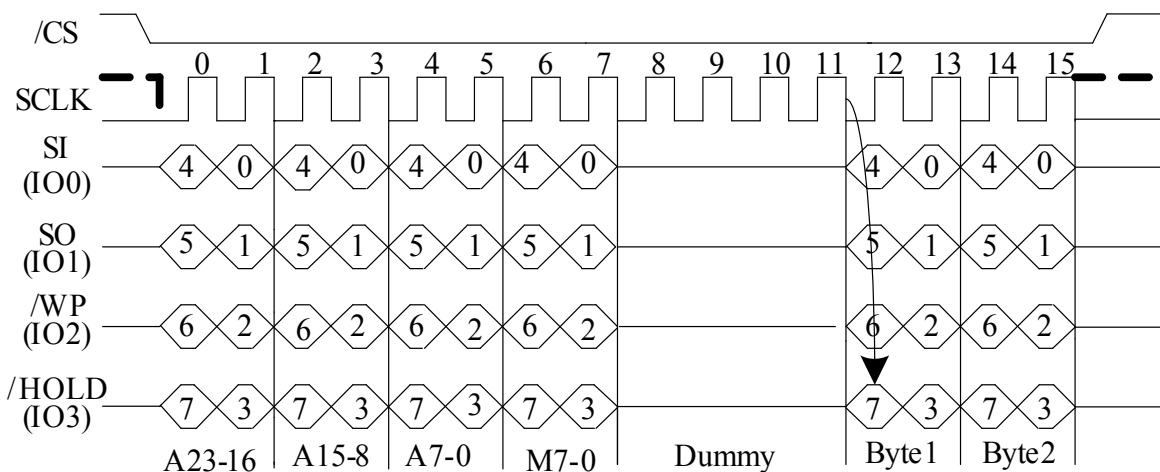 /CS
0 1 2 3 4 5 6 7 8 9 10 11 12 13 14 15
SCLK
SI
(IO0)
4 0 4 0 4 0 4 0 4 0 4 0
SO
(IO1)
5 1 5 1 5 1 5 1 5 1 5 1
/WP
(IO2)
6 2 6 2 6 2 6 2 6 2 6 2
/HOLD
(IO3)
7 3 7 3 7 3 7 3 7 3 7 3
A23-16 A15-8 A7-0 M7-0 Dummy Byte1 Byte2